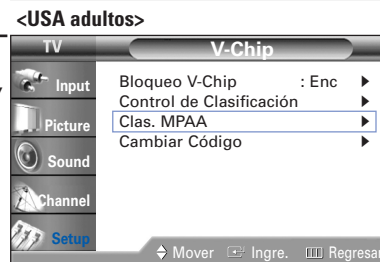 <USA adultos>
TV
V-Chip
Input
Bloqueo V-Chip : Enc
Control de Clasificación
Picture
Clas. MPAA
Cambiar Código
Sound
Channel
Setup
Mover Ingre. Regresar